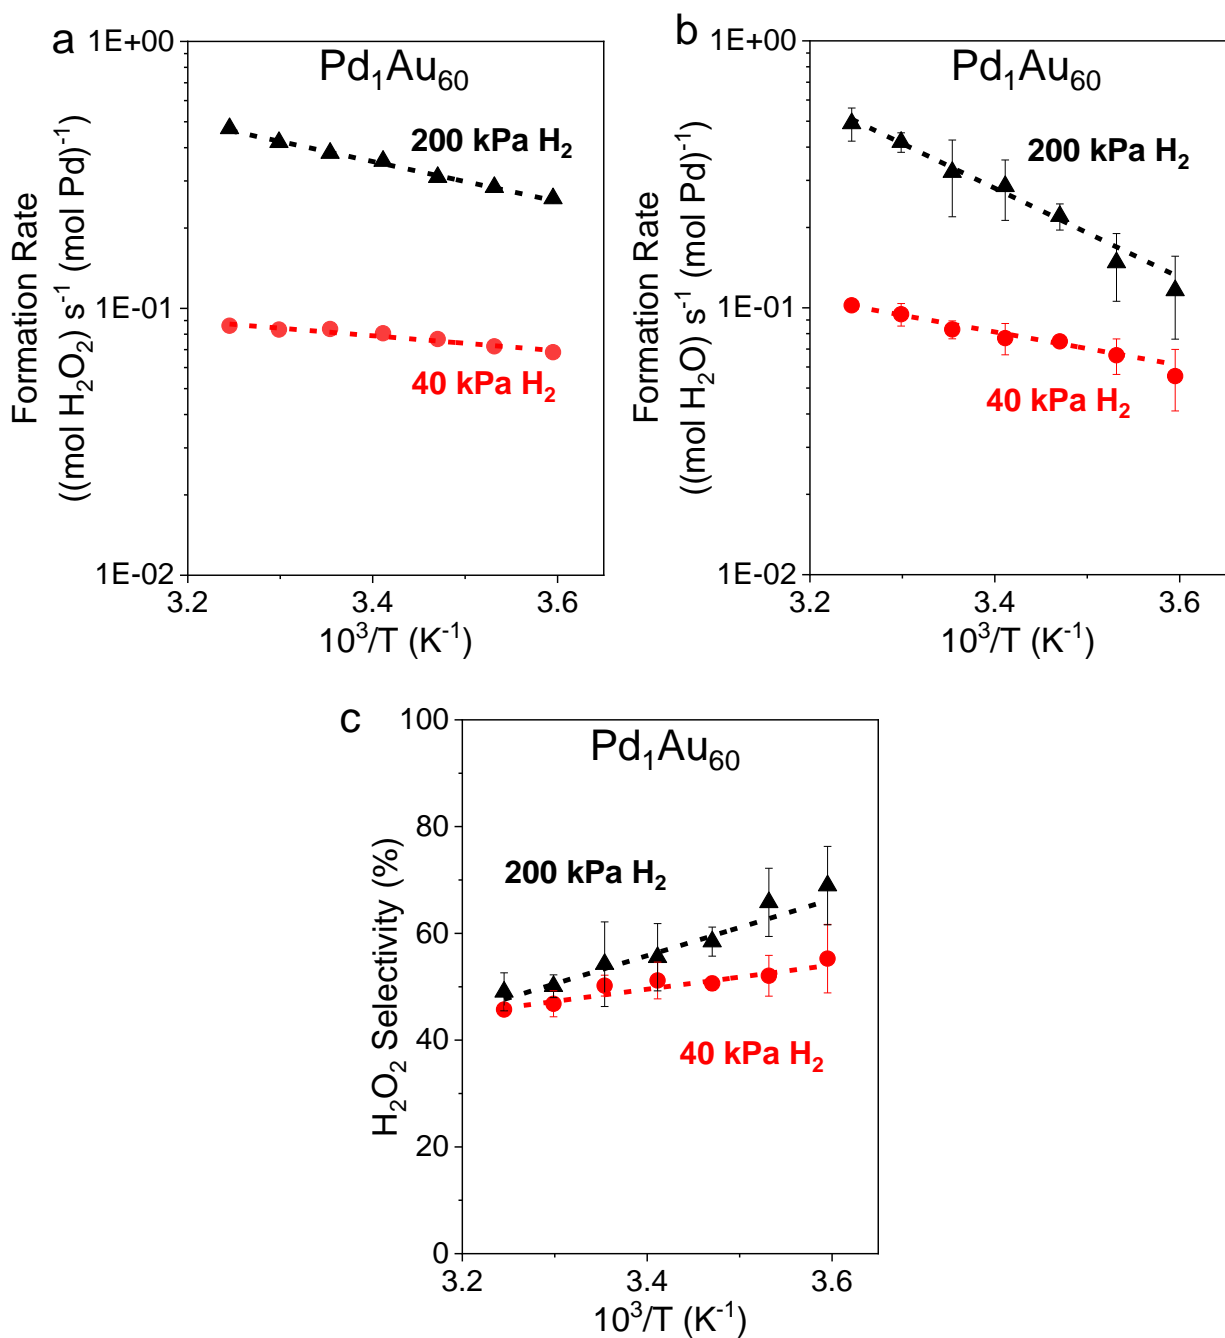 a
Pd₁Au₆₀
1E+00
1E-01
1E-02
200 kPa H₂
40 kPa H₂
Formation Rate
((mol H₂O₂) s⁻¹ (mol Pd)⁻¹)
3.2 3.4 3.6
10³/T (K⁻¹)
b
Pd₁Au₆₀
1E+00
1E-01
1E-02
200 kPa H₂
40 kPa H₂
Formation Rate
((mol H₂O) s⁻¹ (mol Pd)⁻¹)
3.2 3.4 3.6
10³/T (K⁻¹)
c
Pd₁Au₆₀
100
80
60
40
20
0
200 kPa H₂
40 kPa H₂
H₂O₂ Selectivity (%)
3.2 3.4 3.6
10³/T (K⁻¹)